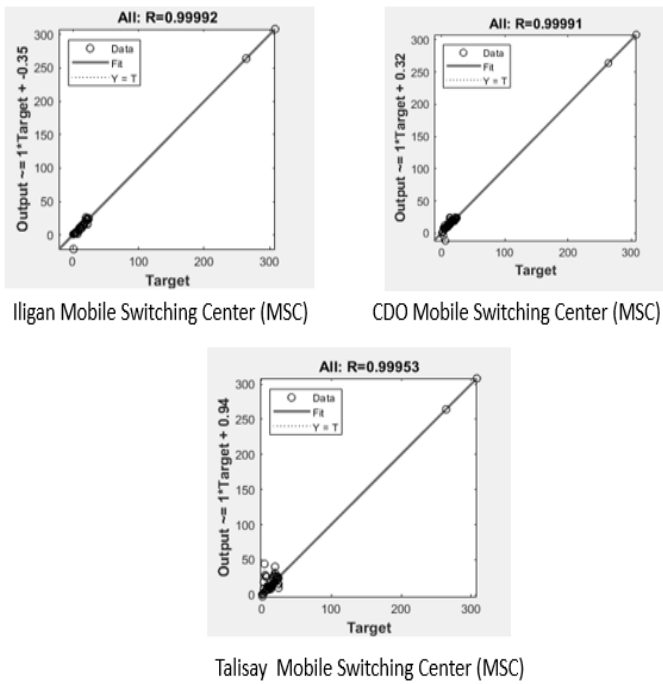 All: R=0.99992
Output ~= 1*Target + -0.35
300
250
200
150
100
50
0
Data
Fit
Y = T
0 100 200 300
Target
Iligan Mobile Switching Center (MSC)
All: R=0.99991
Output ~= 1*Target + 0.32
300
250
200
150
100
50
0
Data
Fit
Y = T
0 100 200 300
Target
CDO Mobile Switching Center (MSC)
All: R=0.99953
Output ~= 1*Target + 0.94
300
250
200
150
100
50
0
Data
Fit
Y = T
0 100 200 300
Target
Talisay Mobile Switching Center (MSC)